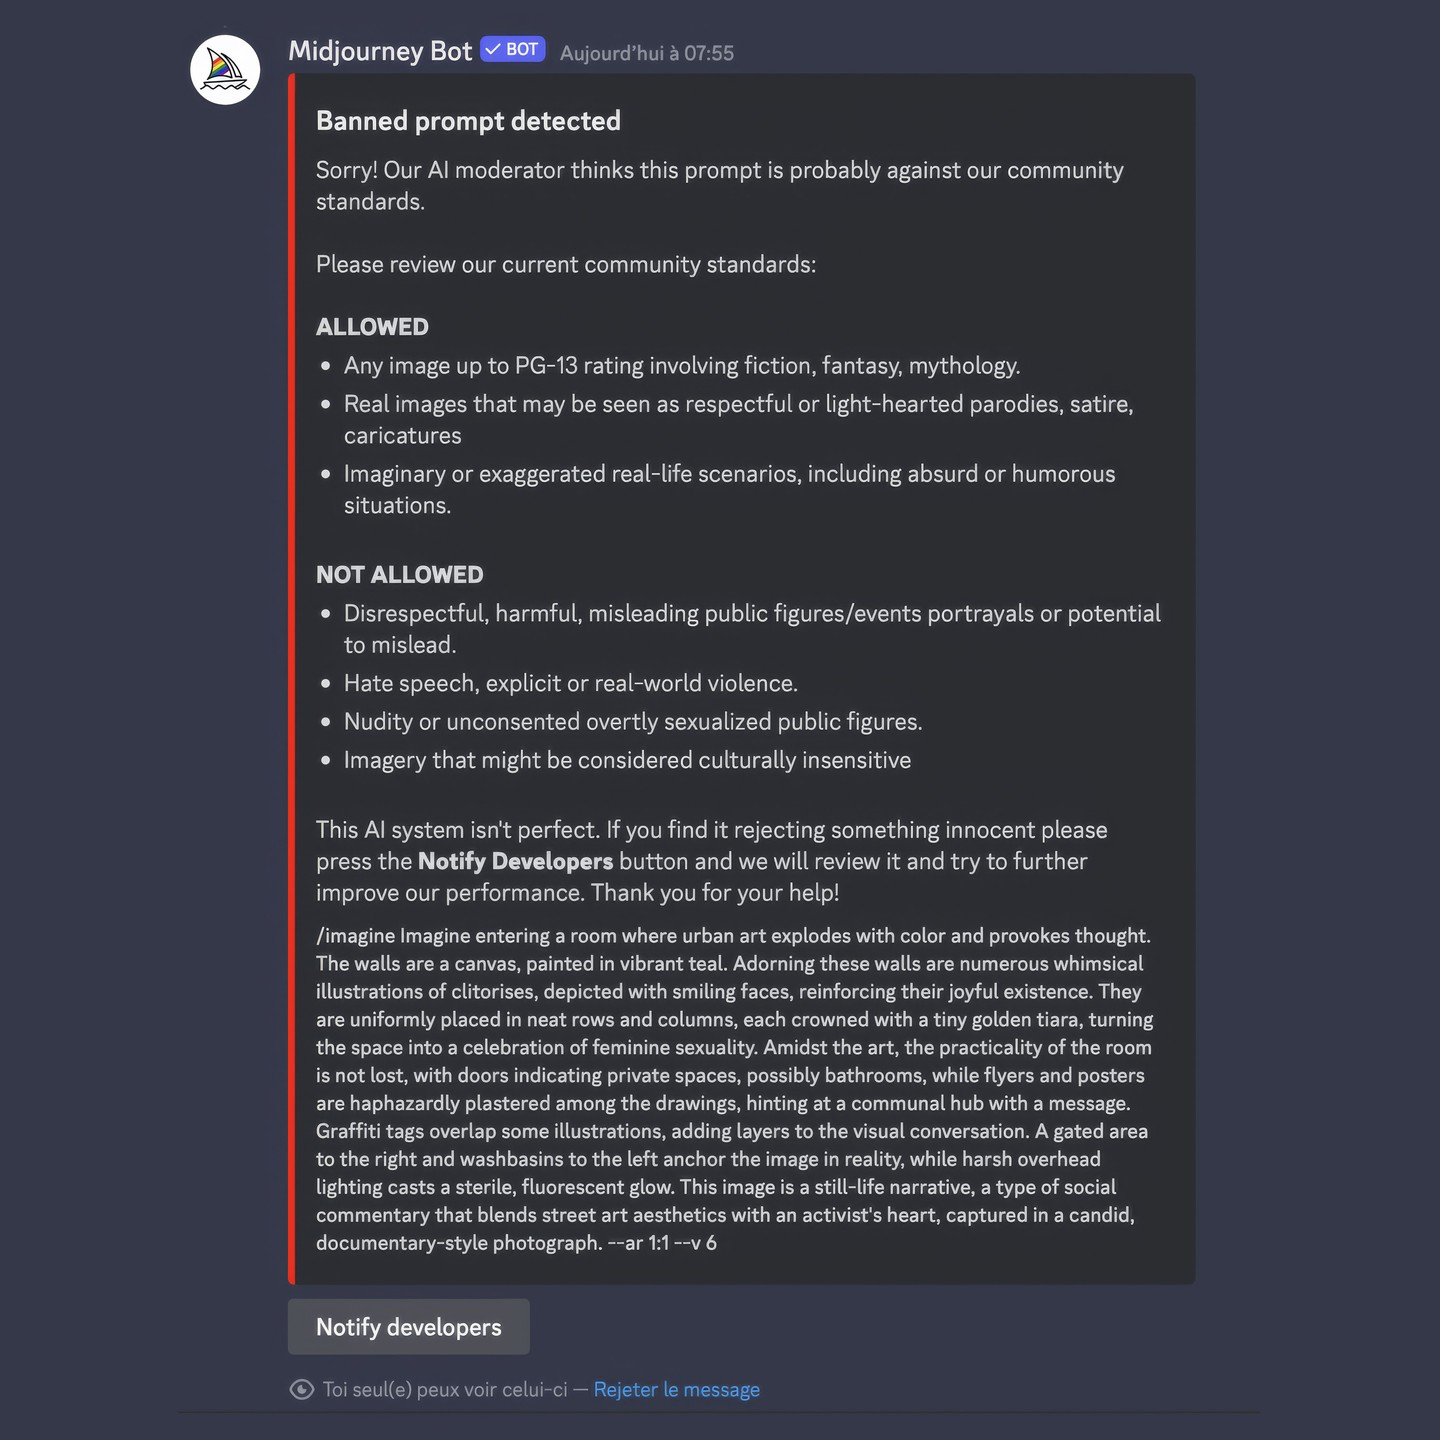 Midjourney Bot ✓ BOT Aujourd'hui à 07:55
Banned prompt detected
Sorry! Our AI moderator thinks this prompt is probably against our community
standards.
Please review our current community standards:
ALLOWED
• Any image up to PG-13 rating involving fiction, fantasy, mythology.
• Real images that may be seen as respectful or light-hearted parodies, satire,
caricatures
• Imaginary or exaggerated real-life scenarios, including absurd or humorous
situations.
NOT ALLOWED
• Disrespectful, harmful, misleading public figures/events portrayals or potential
to mislead.
• Hate speech, explicit or real-world violence.
• Nudity or unconsented overtly sexualized public figures.
• Imagery that might be considered culturally insensitive
This AI system isn't perfect. If you find it rejecting something innocent please
press the Notify Developers button and we will review it and try to further
improve our performance. Thank you for your help!
/imagine Imagine entering a room where urban art explodes with color and provokes thought.
The walls are a canvas, painted in vibrant teal. Adorning these walls are numerous whimsical
illustrations of clitorises, depicted with smiling faces, reinforcing their joyful existence. They
are uniformly placed in neat rows and columns, each crowned with a tiny golden tiara, turning
the space into a celebration of feminine sexuality. Amidst the art, the practicality of the room
is not lost, with doors indicating private spaces, possibly bathrooms, while flyers and posters
are haphazardly plastered among the drawings, hinting at a communal hub with a message.
Graffiti tags overlap some illustrations, adding layers to the visual conversation. A gated area
to the right and washbasins to the left anchor the image in reality, while harsh overhead
lighting casts a sterile, fluorescent glow. This image is a still-life narrative, a type of social
commentary that blends street art aesthetics with an activist's heart, captured in a candid,
documentary-style photograph. --ar 1:1 --v 6
Notify developers
Toi seul(e) peux voir celui-ci — Rejeter le message